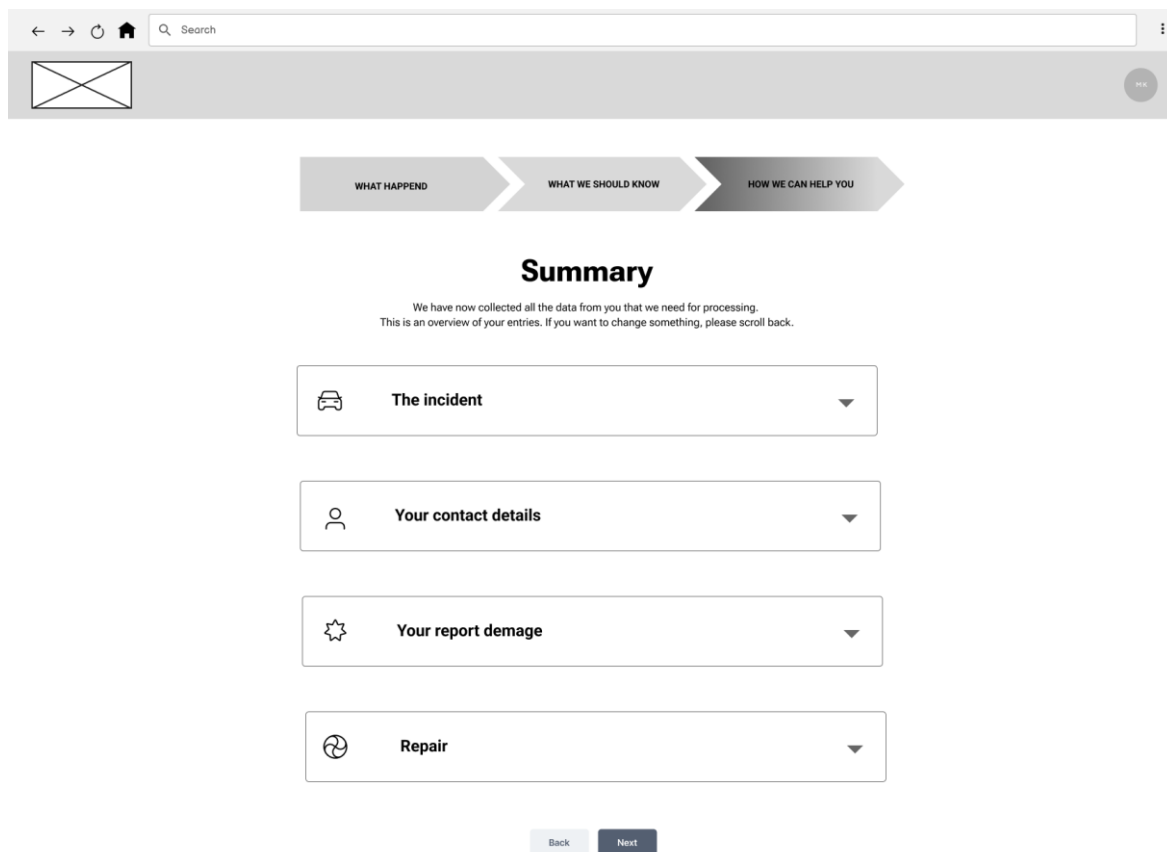 Search
MK
WHAT HAPPEND
WHAT WE SHOULD KNOW
HOW WE CAN HELP YOU
Summary
We have now collected all the data from you that we need for processing.
This is an overview of your entries. If you want to change something, please scroll back.
The incident
Your contact details
Your report demage
Repair
Back
Next